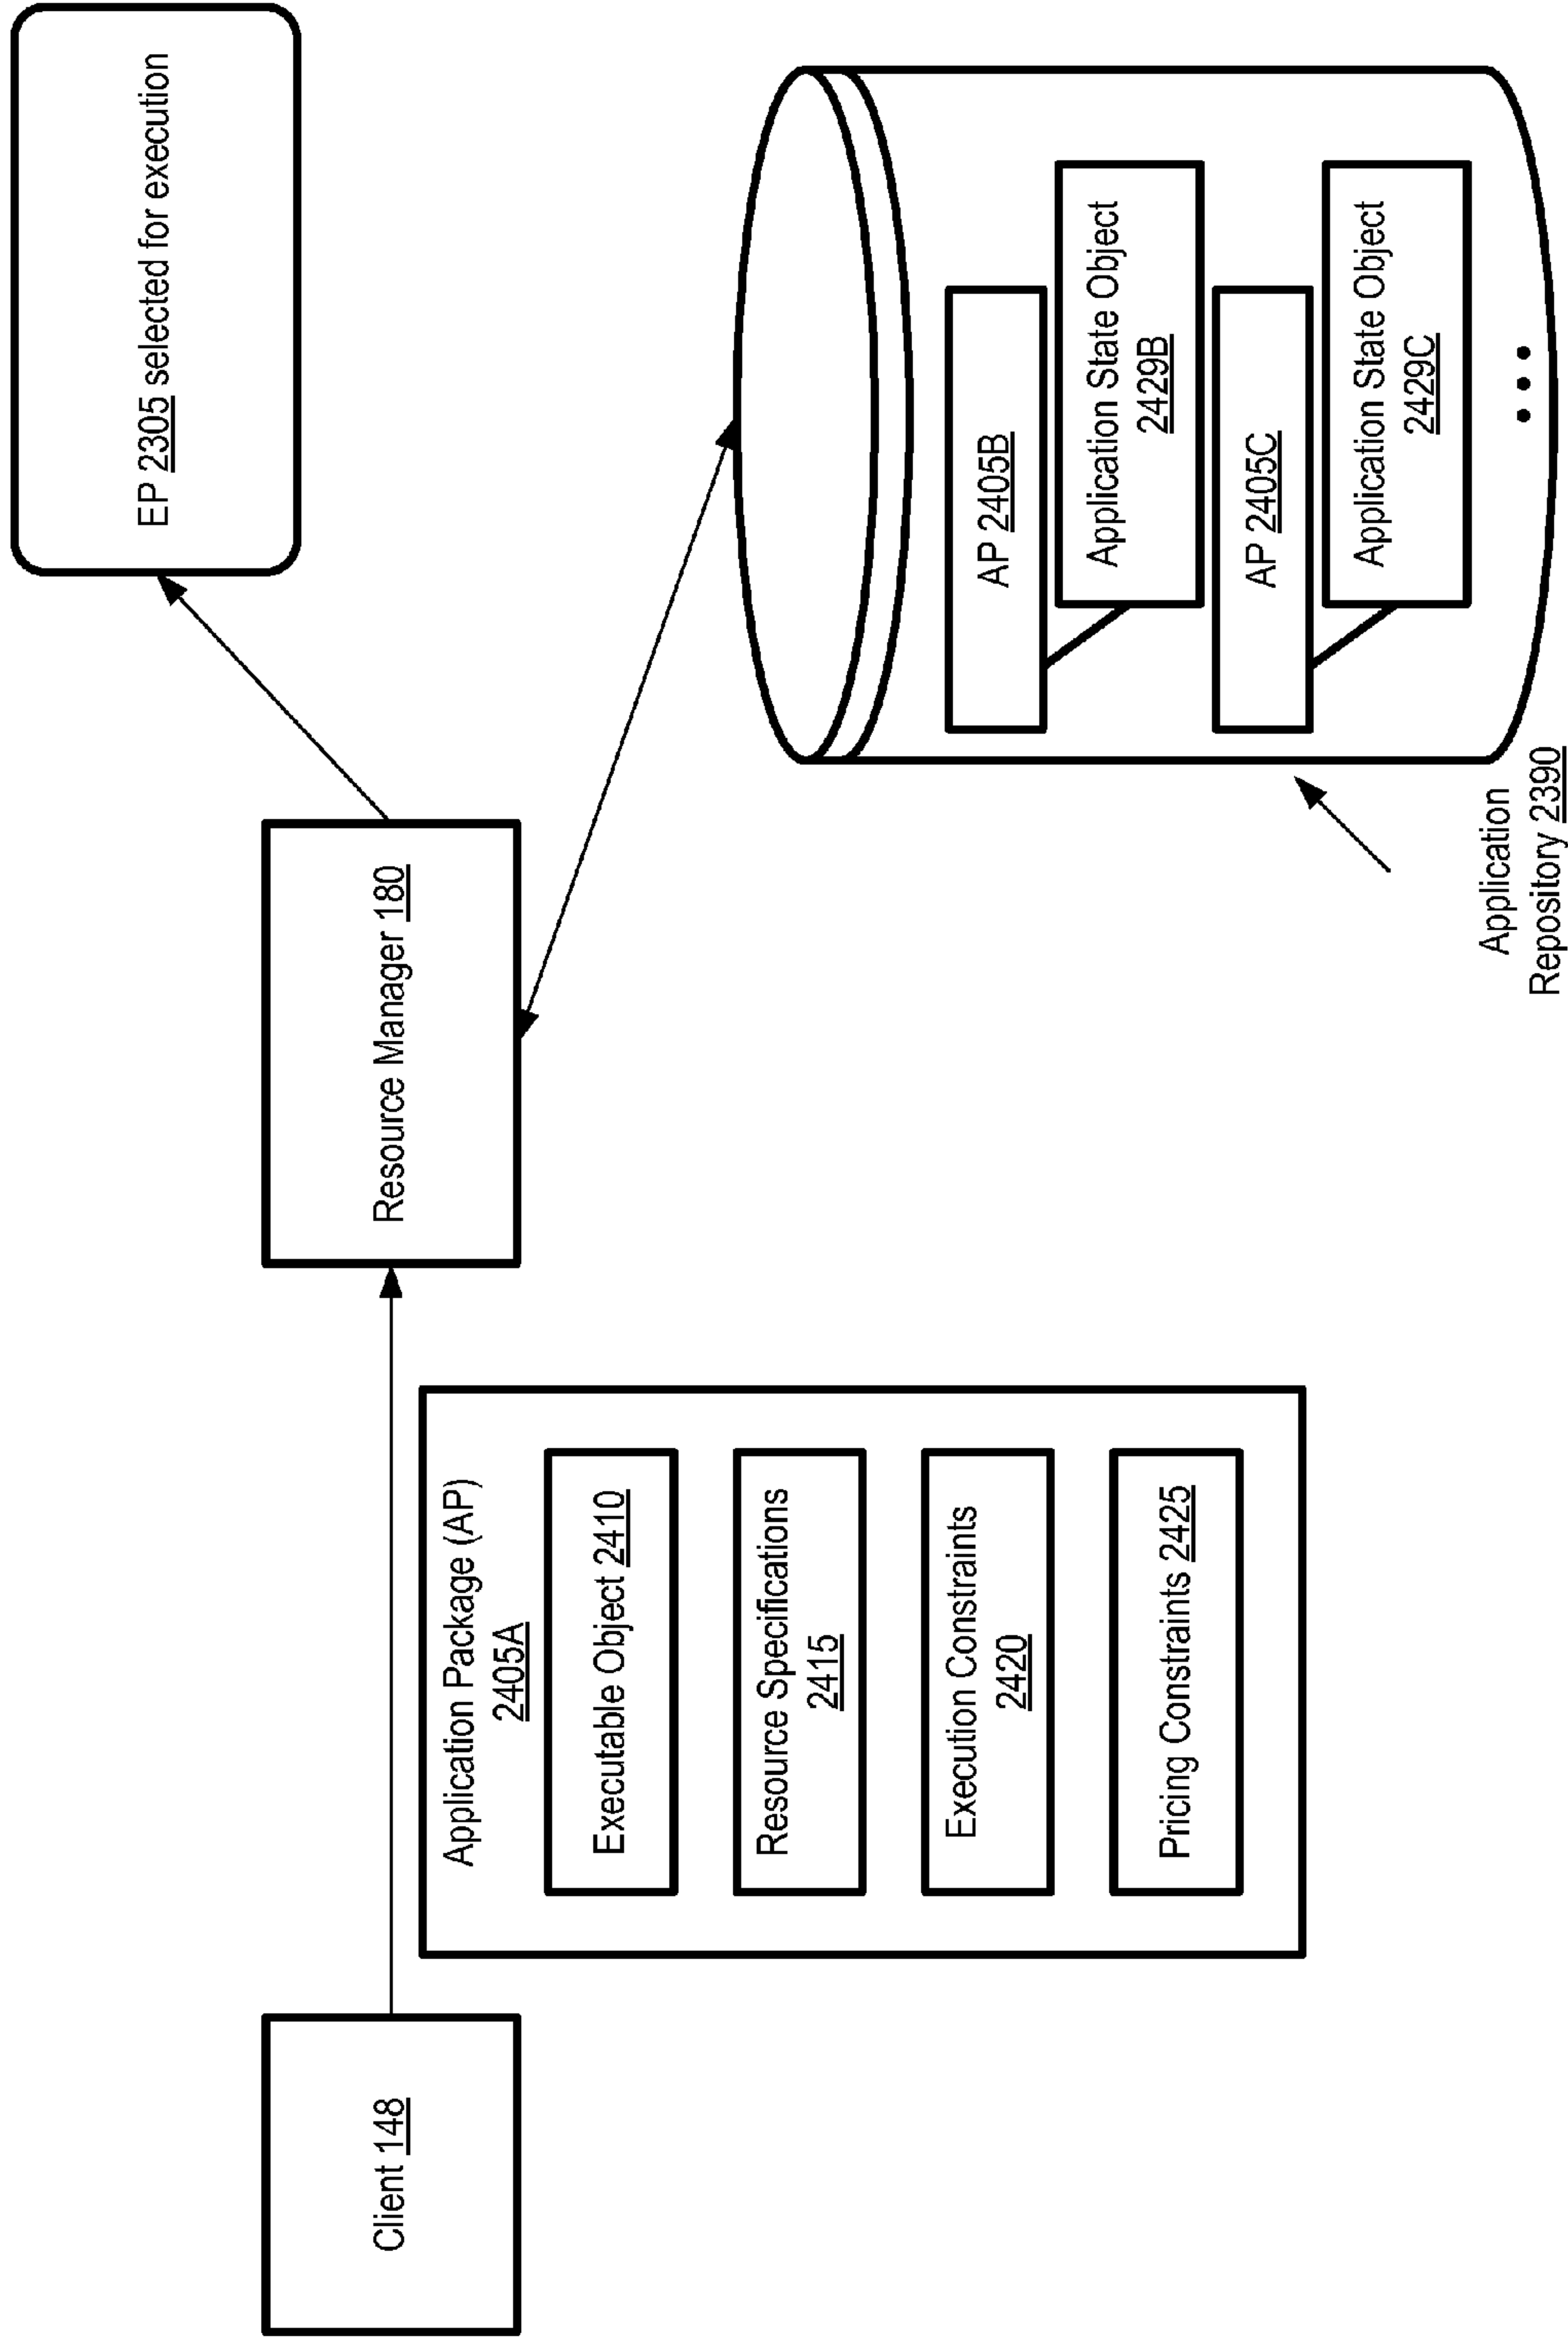 Client 148
Application Package (AP)
2405A
Executable Object 2410
Resource Specifications
2415
Execution Constraints
2420
Pricing Constraints 2425
Resource Manager 180
EP 2305 selected for execution
AP 2405B
Application State Object
2429B
AP 2405C
Application State Object
2429C
Application
Repository 2390